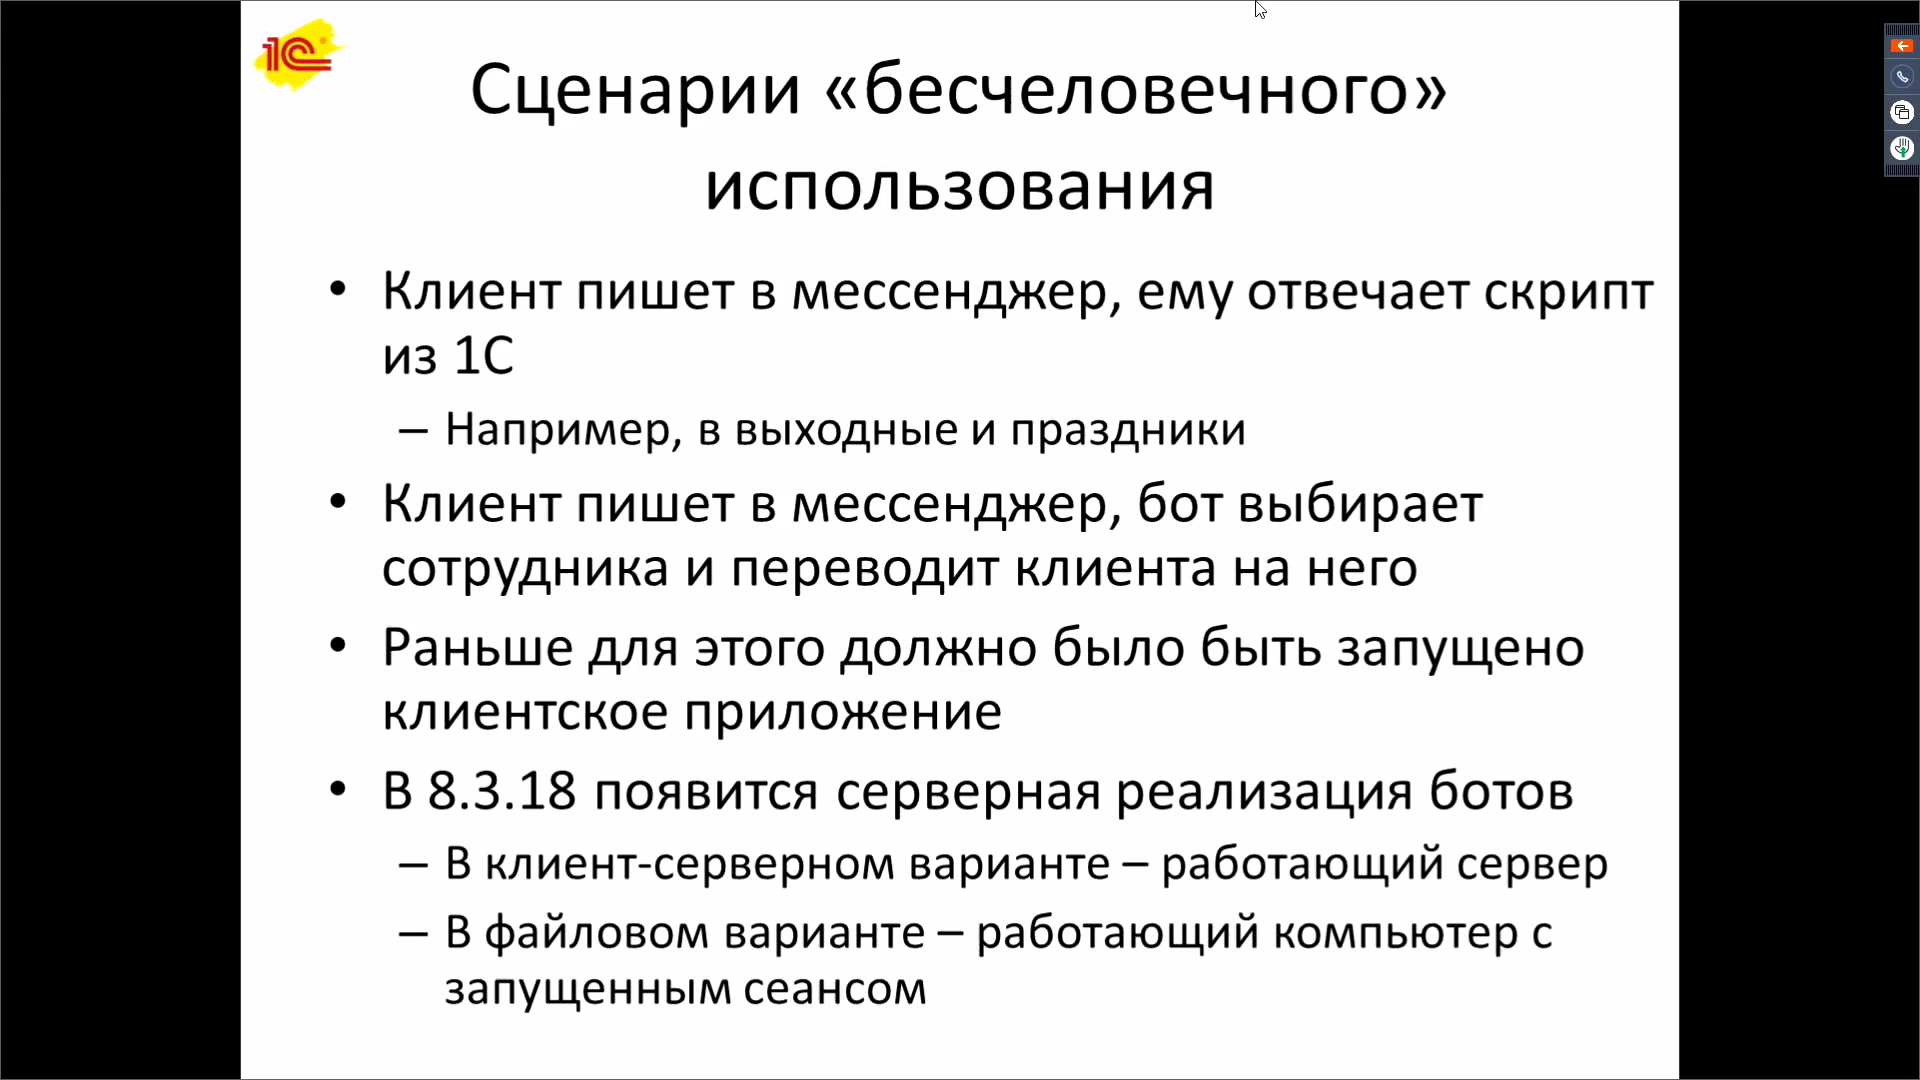 1С
Сценарии «бесчеловечного»
использования
• Клиент пишет в мессенджер, ему отвечает скрипт
из 1С
– Например, в выходные и праздники
• Клиент пишет в мессенджер, бот выбирает
сотрудника и переводит клиента на него
• Раньше для этого должно было быть запущено
клиентское приложение
• В 8.3.18 появится серверная реализация ботов
– В клиент-серверном варианте – работающий сервер
– В файловом варианте – работающий компьютер с
запущенным сеансом